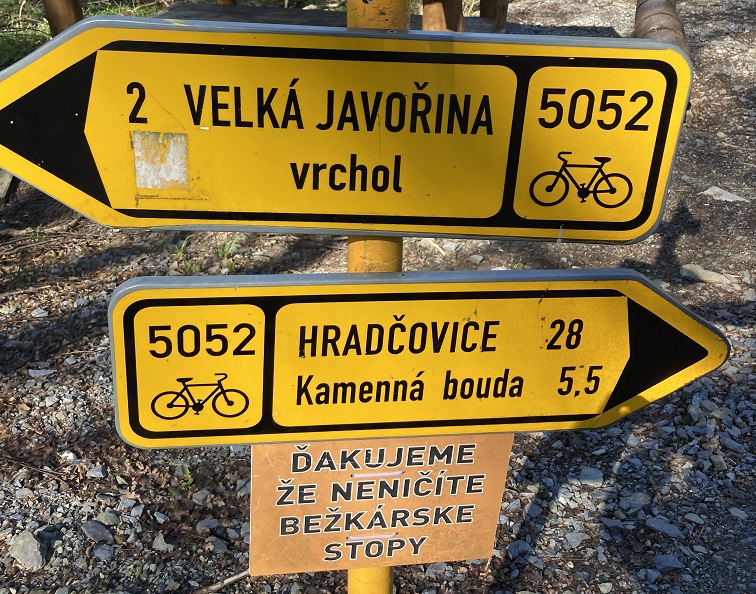 2 VELKÁ JAVOŘINA
vrchol
5052
5052
HRADČOVICE 28
Kamenná bouda 5,5
ĎAKUJEME
ŽE NENIČÍTE
BEŽKÁRSKE
STOPY